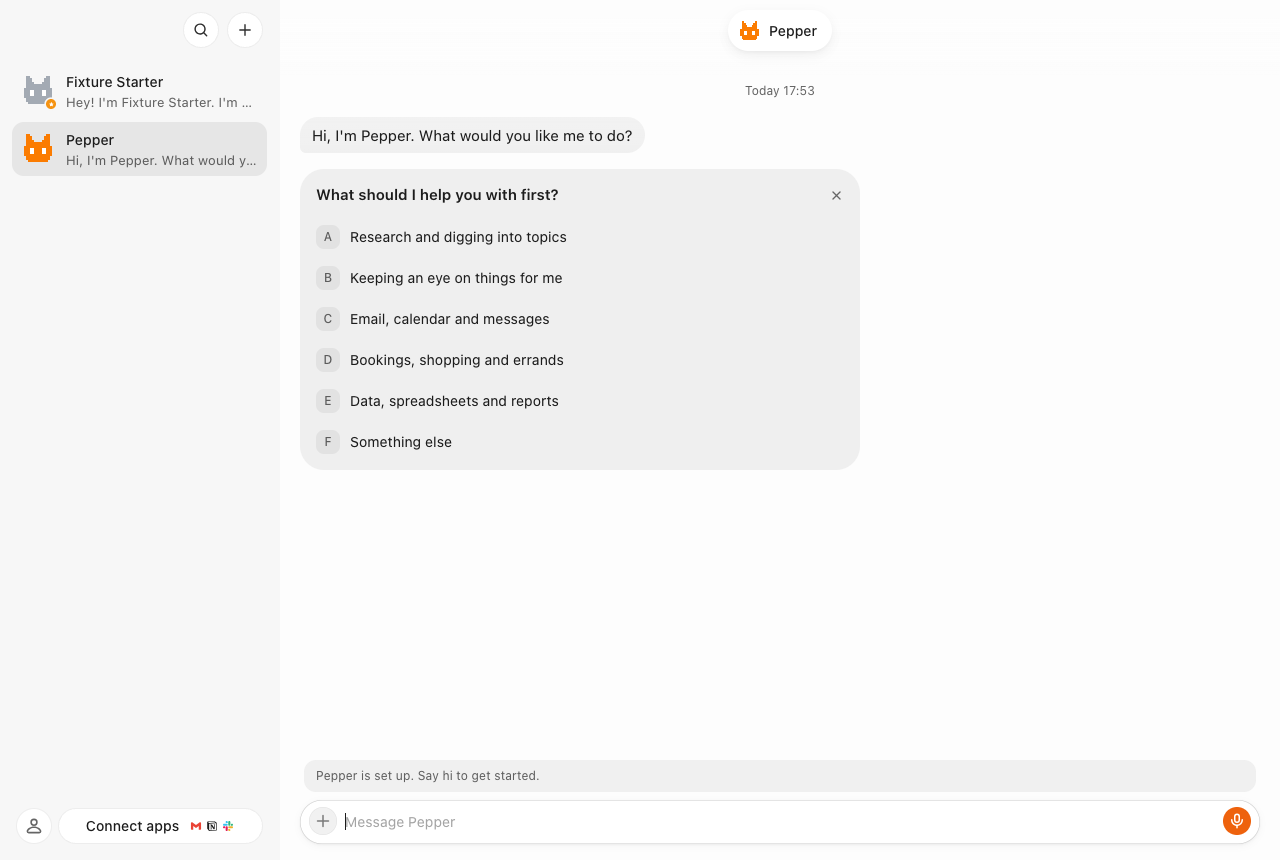 Fixture Starter
Hey! I'm Fixture Starter. I'm ...
Pepper
Hi, I'm Pepper. What would y...
Connect apps
Pepper
Today 17:53
Hi, I'm Pepper. What would you like me to do?
What should I help you with first?
A Research and digging into topics
B Keeping an eye on things for me
C Email, calendar and messages
D Bookings, shopping and errands
E Data, spreadsheets and reports
F Something else
Pepper is set up. Say hi to get started.
Message Pepper